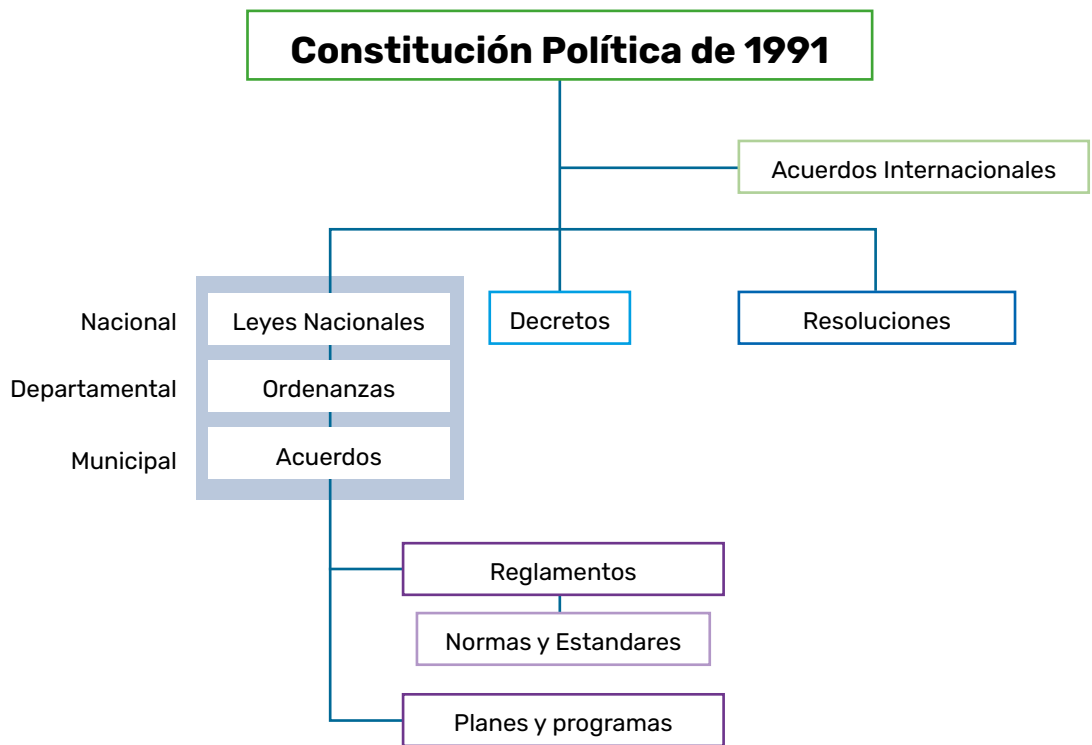 Constitución Política de 1991
Acuerdos Internacionales
Nacional
Leyes Nacionales
Decretos
Resoluciones
Departamental
Ordenanzas
Municipal
Acuerdos
Reglamentos
Normas y Estandares
Planes y programas